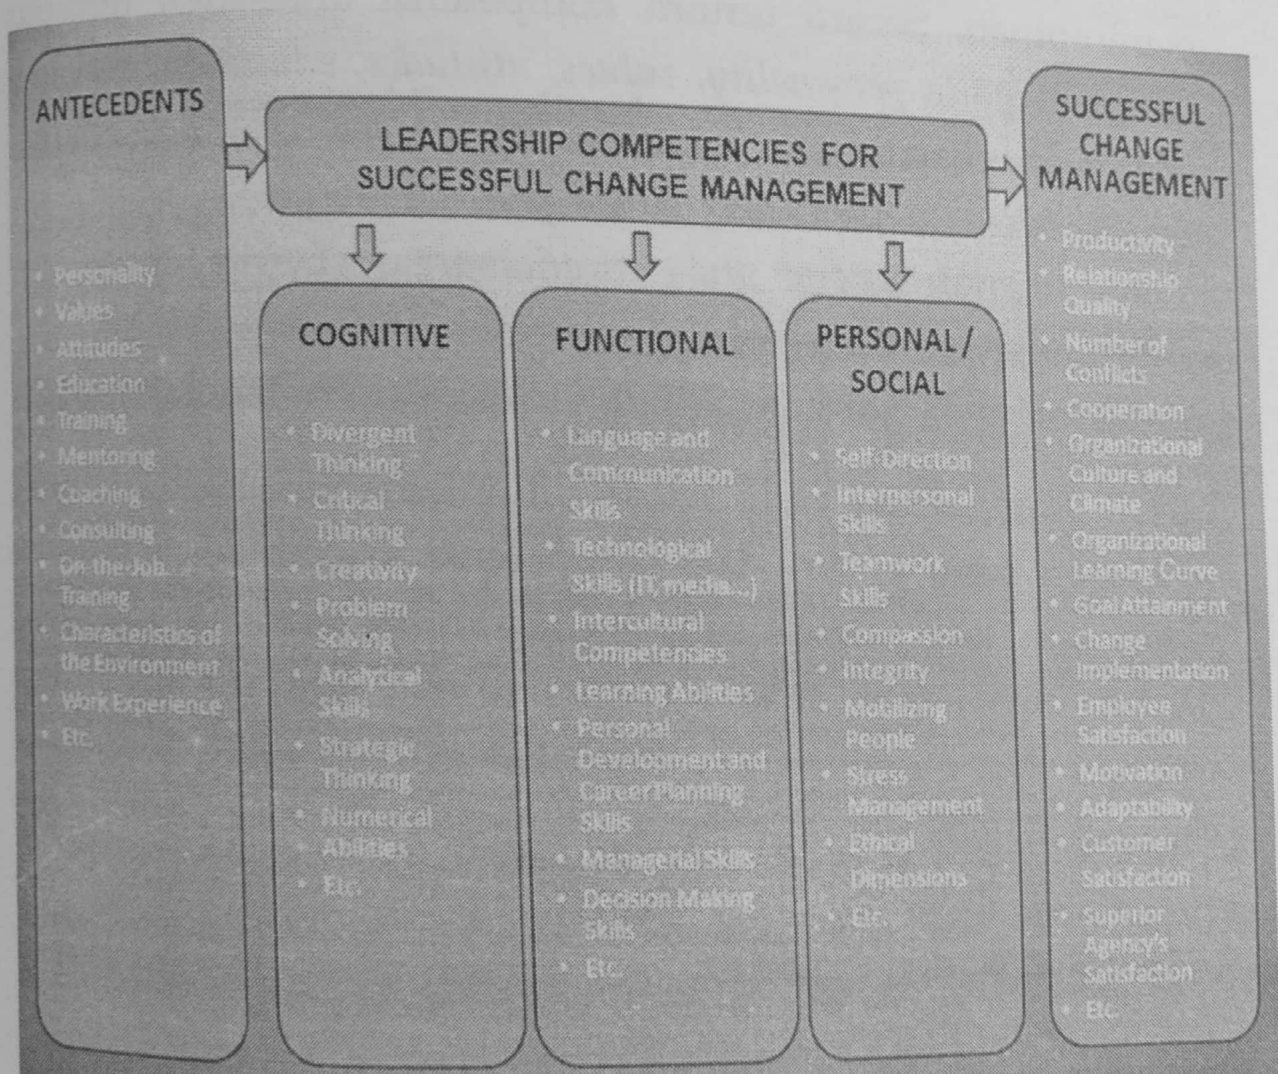 ANTECEDENTS
• Personality
• Values
• Attitudes
• Education
• Training
• Mentoring
• Coaching
• Consulting
• On-the-Job
Training
• Characteristics of
the Environment
• Work Experience
• Etc.
LEADERSHIP COMPETENCIES FOR
SUCCESSFUL CHANGE MANAGEMENT
COGNITIVE
• Divergent
Thinking
• Critical
Thinking
• Creativity
• Problem
Solving
• Analytical
Skills
• Strategic
Thinking
• Numerical
Abilities
• Etc.
FUNCTIONAL
• Language and
Communication
Skills
• Technological
Skills (IT, media...)
• Intercultural
Competencies
• Learning Abilities
• Personal
Development and
Career Planning
Skills
• Managerial Skills
• Decision Making
Skills
• Etc.
PERSONAL/
SOCIAL
• Self-Direction
• Interpersonal
Skills
• Teamwork
Skills
• Compassion
• Integrity
• Mobilizing
People
• Stress
Management
• Ethical
Dimensions
• Etc.
SUCCESSFUL
CHANGE
MANAGEMENT
• Productivity
• Relationship
Quality
• Number of
Conflicts
• Cooperation
• Organizational
Culture and
Climate
• Organizational
Learning Curve
• Goal Attainment
• Change
Implementation
• Employee
Satisfaction
• Motivation
• Adaptability
• Customer
Satisfaction
• Superior
Agency's
Satisfaction
• Etc.